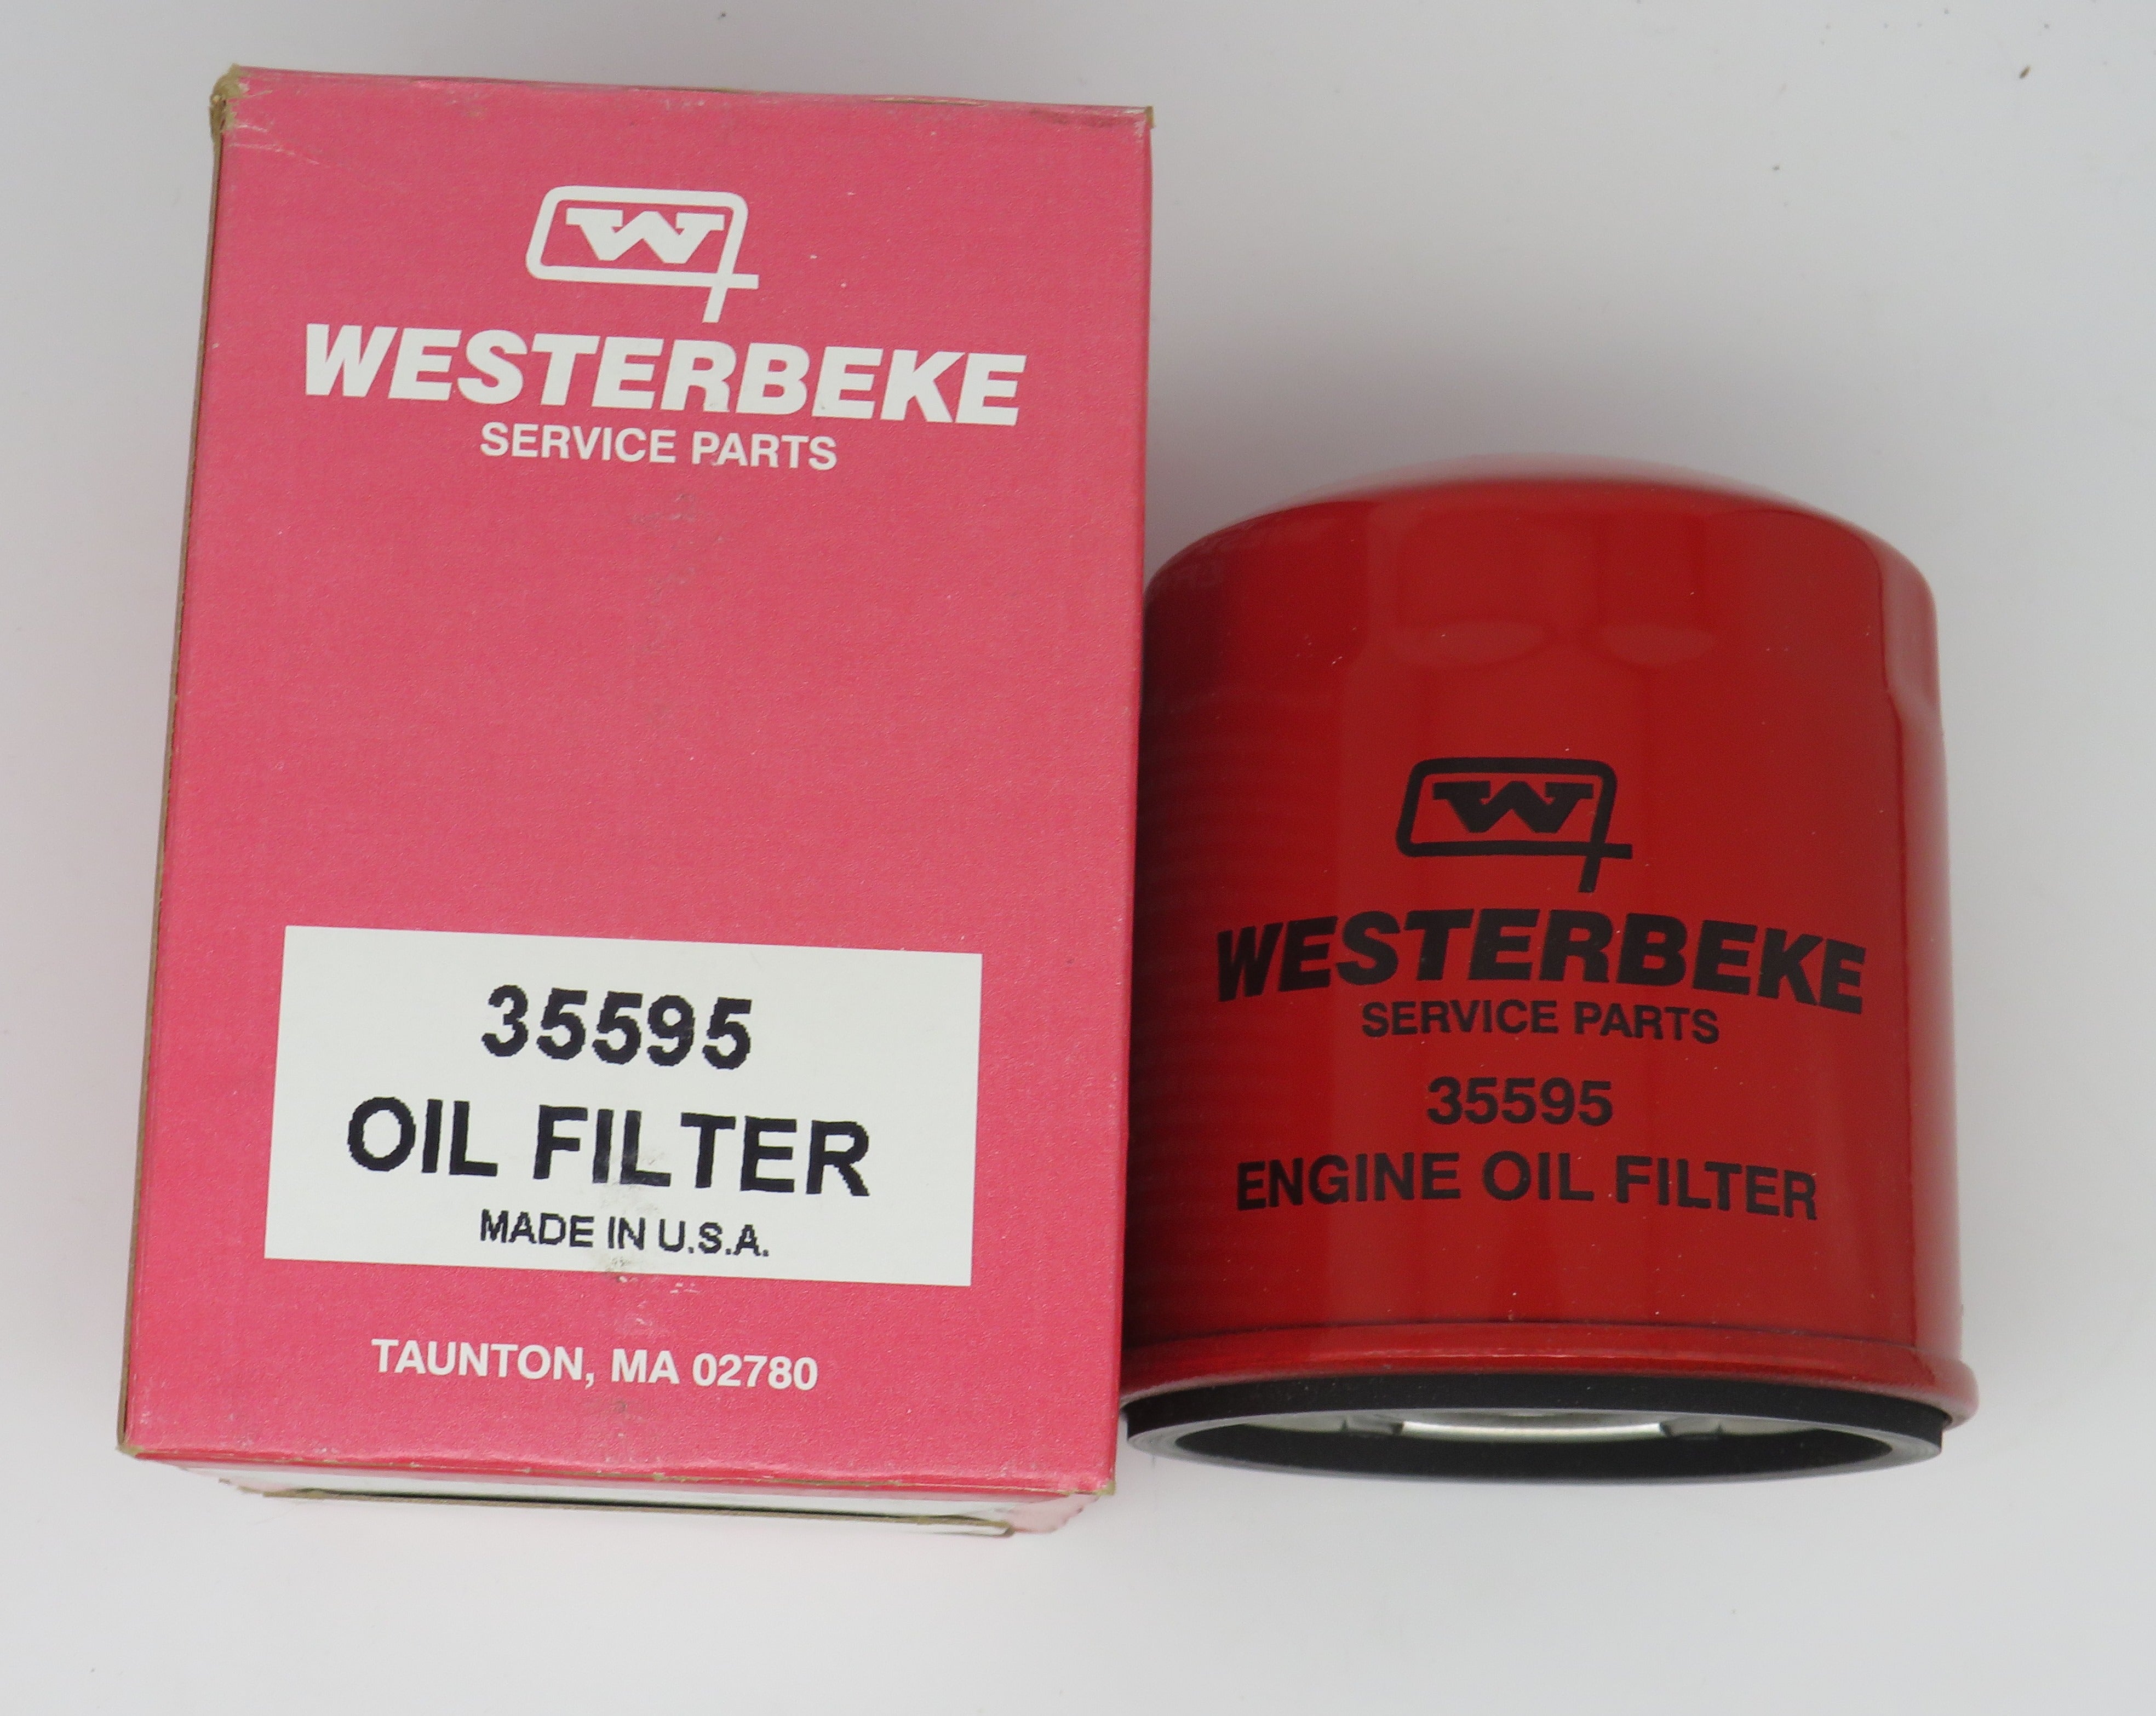 W
WESTERBEKE
SERVICE PARTS
35595
OIL FILTER
MADE IN U.S.A.
TAUNTON, MA 02780
W
WESTERBEKE
SERVICE PARTS
35595
ENGINE OIL FILTER